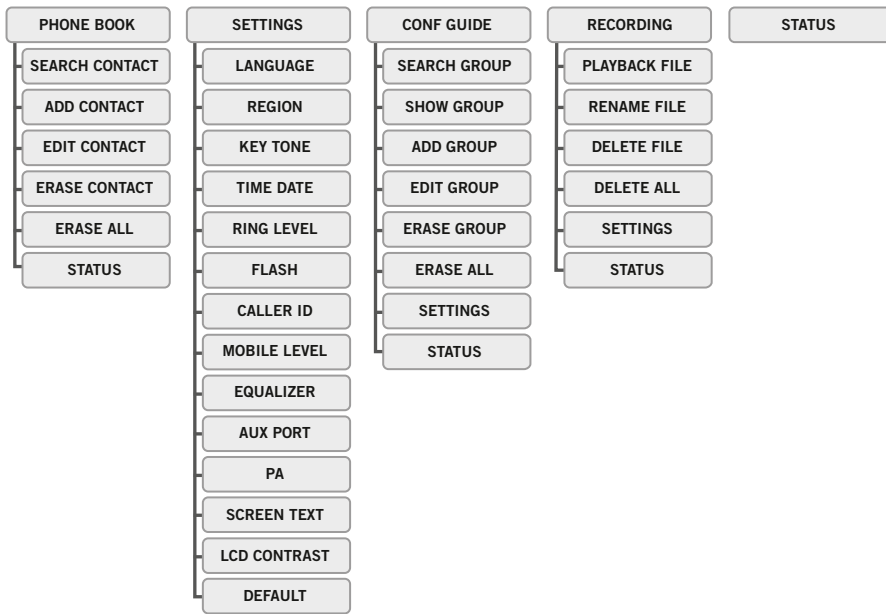 PHONE BOOK
SEARCH CONTACT
ADD CONTACT
EDIT CONTACT
ERASE CONTACT
ERASE ALL
STATUS
SETTINGS
LANGUAGE
REGION
KEY TONE
TIME DATE
RING LEVEL
FLASH
CALLER ID
MOBILE LEVEL
EQUALIZER
AUX PORT
PA
SCREEN TEXT
LCD CONTRAST
DEFAULT
CONF GUIDE
SEARCH GROUP
SHOW GROUP
ADD GROUP
EDIT GROUP
ERASE GROUP
ERASE ALL
SETTINGS
STATUS
RECORDING
PLAYBACK FILE
RENAME FILE
DELETE FILE
DELETE ALL
SETTINGS
STATUS
STATUS